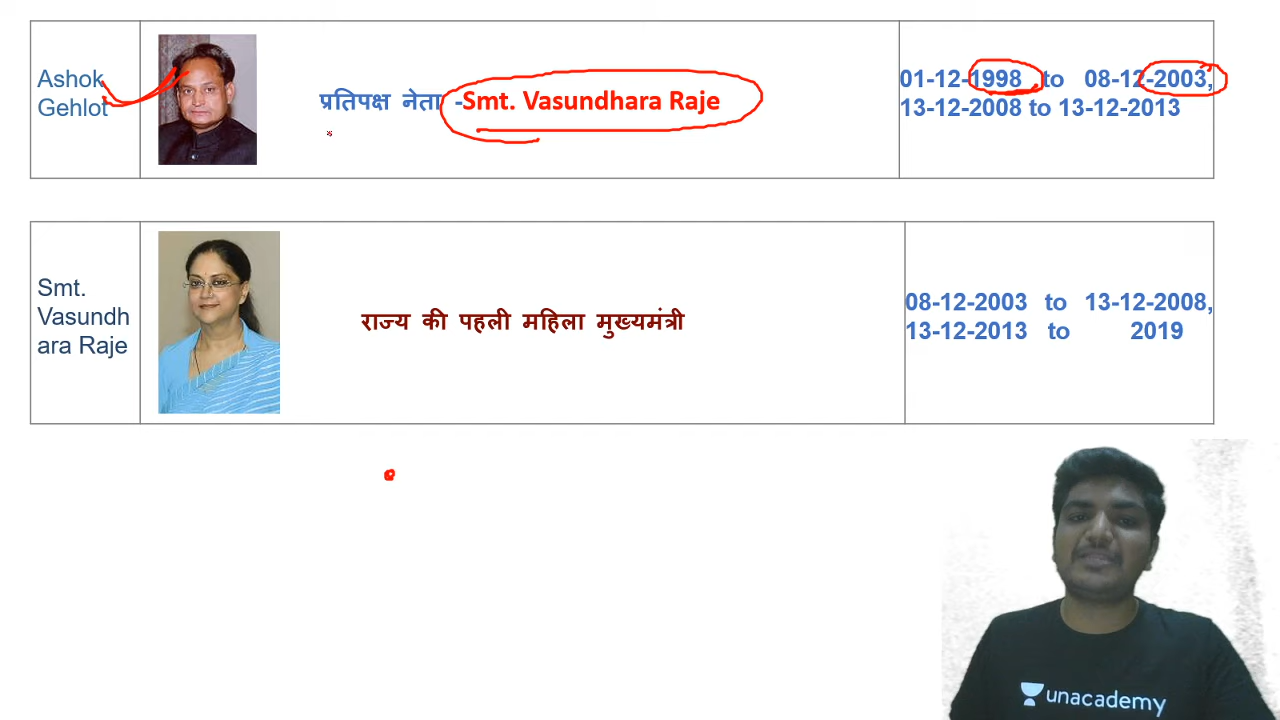 Ashok
Gehlot
प्रतिपक्ष नेता -Smt. Vasundhara Raje
01-12-1998 to 08-12-2003,
13-12-2008 to 13-12-2013
Smt.
Vasundh
ara Raje
राज्य की पहली महिला मुख्यमंत्री
08-12-2003 to 13-12-2008,
13-12-2013 to 2019
unacademy